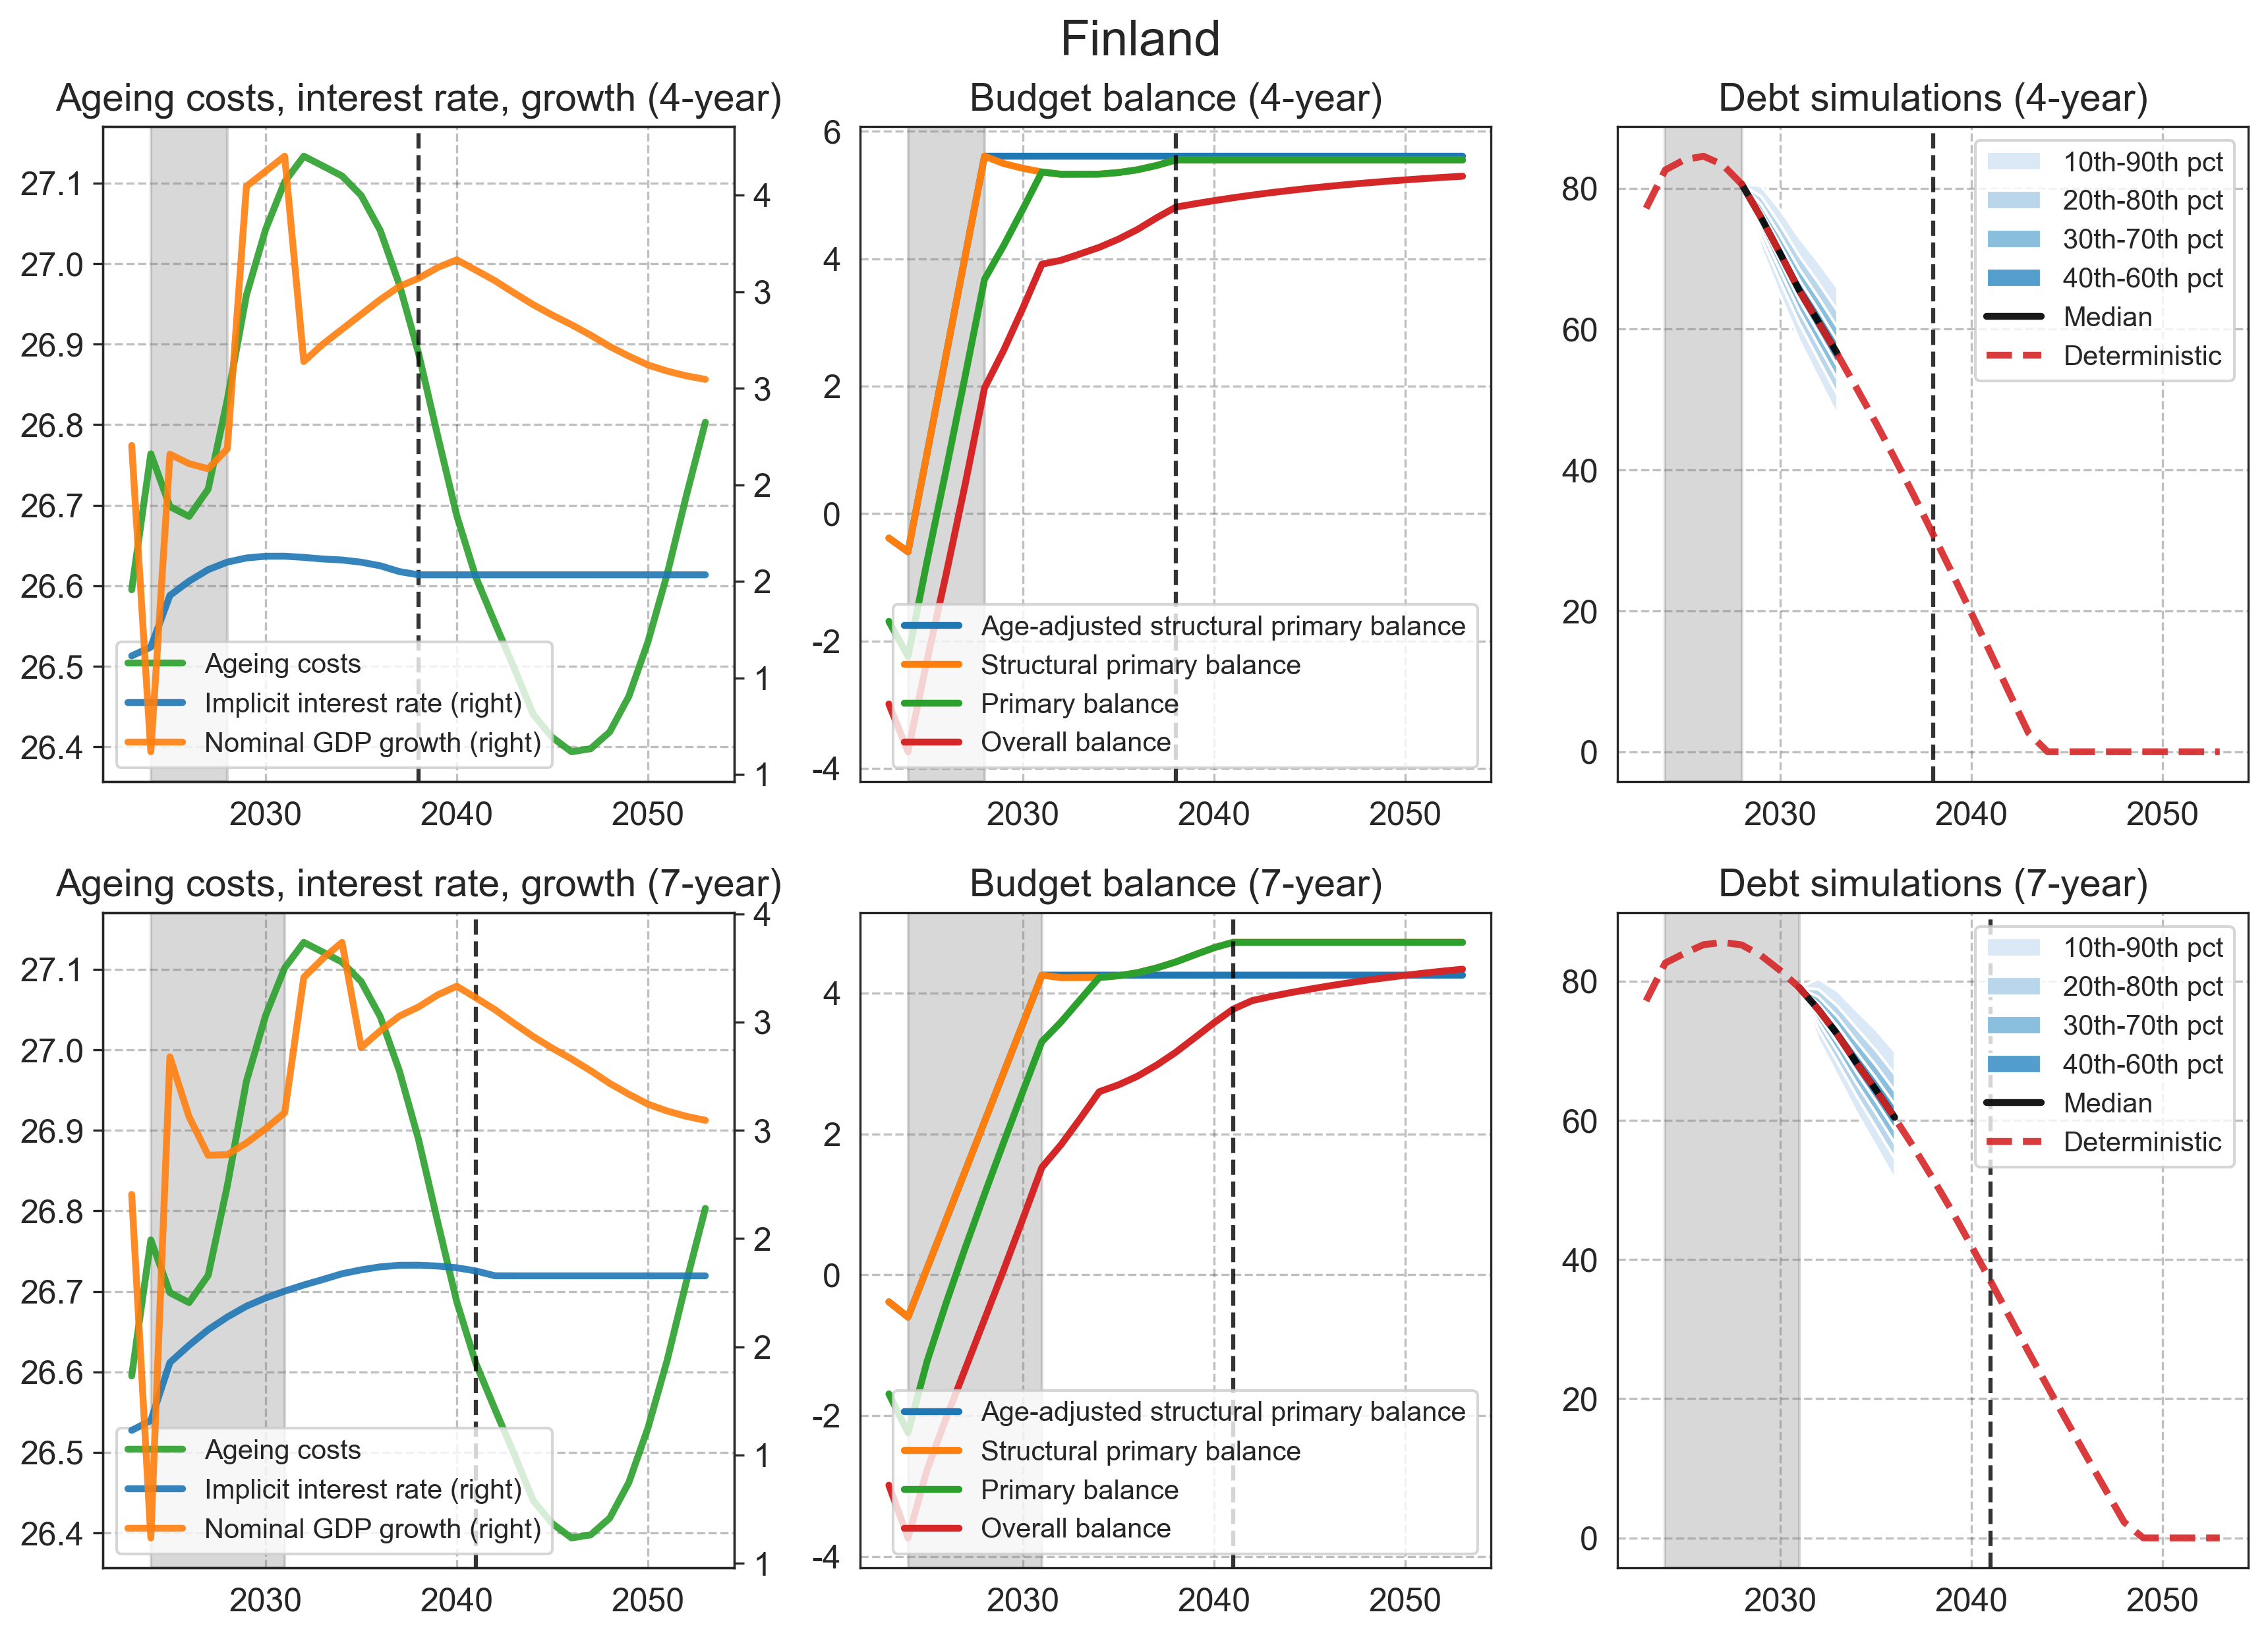 Finland
Ageing costs, interest rate, growth (4-year)
27.1
27.0
26.9
26.8
26.7
26.6
26.5
26.4
4
3
3
2
2
1
1
Ageing costs
Implicit interest rate (right)
Nominal GDP growth (right)
2030
2040
2050
Budget balance (4-year)
6
4
2
0
-2
-4
Age-adjusted structural primary balance
Structural primary balance
Primary balance
Overall balance
2030
2040
2050
Debt simulations (4-year)
80
60
40
20
0
10th-90th pct
20th-80th pct
30th-70th pct
40th-60th pct
Median
Deterministic
2030
2040
2050
Ageing costs, interest rate, growth (7-year)
27.1
27.0
26.9
26.8
26.7
26.6
26.5
26.4
4
3
3
2
2
1
1
Ageing costs
Implicit interest rate (right)
Nominal GDP growth (right)
2030
2040
2050
Budget balance (7-year)
4
2
0
-2
-4
Age-adjusted structural primary balance
Structural primary balance
Primary balance
Overall balance
2030
2040
2050
Debt simulations (7-year)
80
60
40
20
0
10th-90th pct
20th-80th pct
30th-70th pct
40th-60th pct
Median
Deterministic
2030
2040
2050